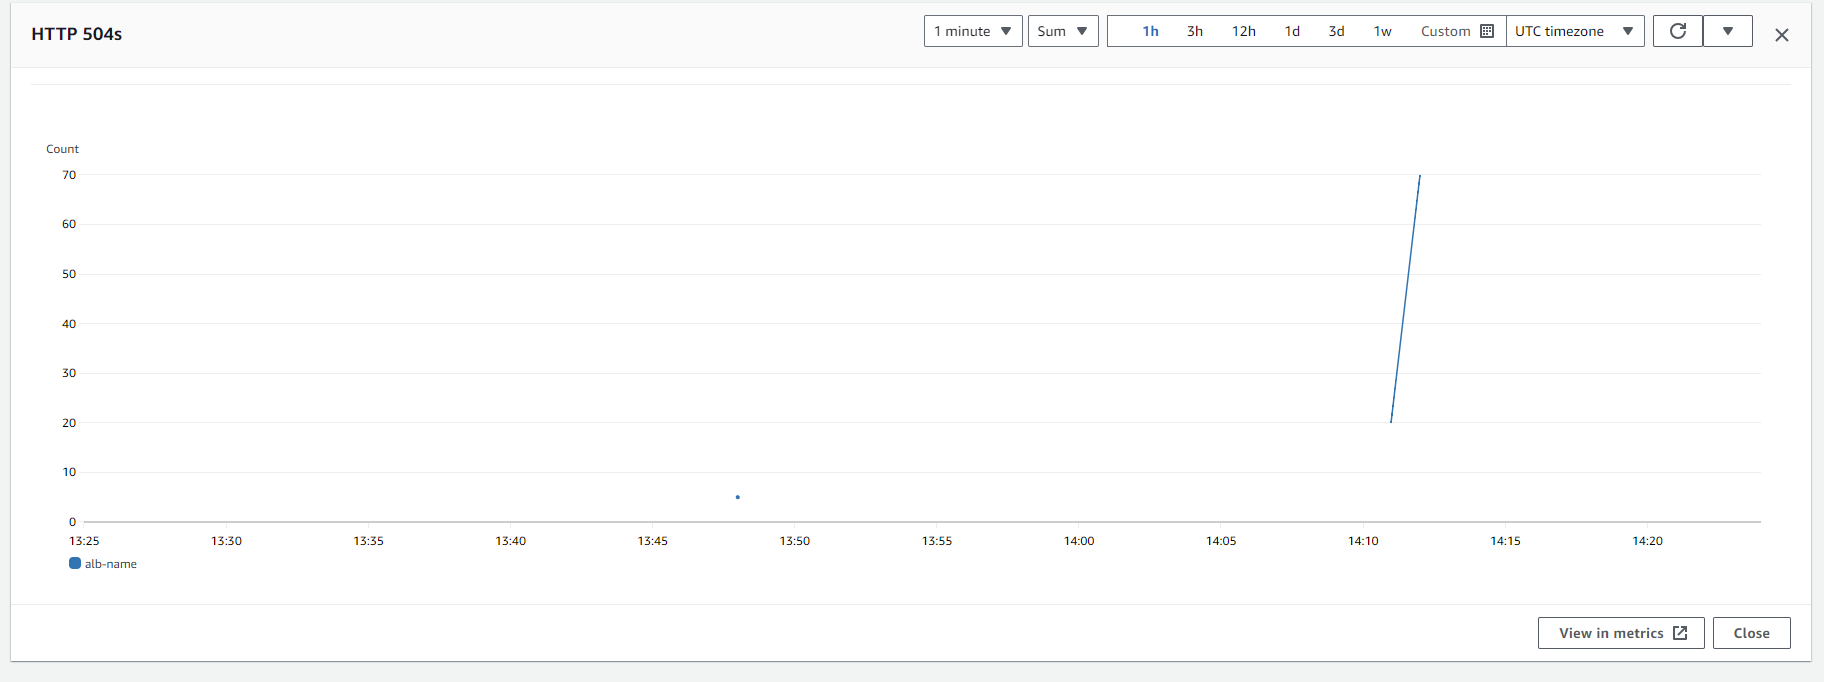 HTTP 504s
1 minute Sum 1h 3h 12h 1d 3d 1w Custom UTC timezone
Count
70
60
50
40
30
20
10
0
13:25 13:30 13:35 13:40 13:45 13:50 13:55 14:00 14:05 14:10 14:15 14:20
alb-name
View in metrics Close